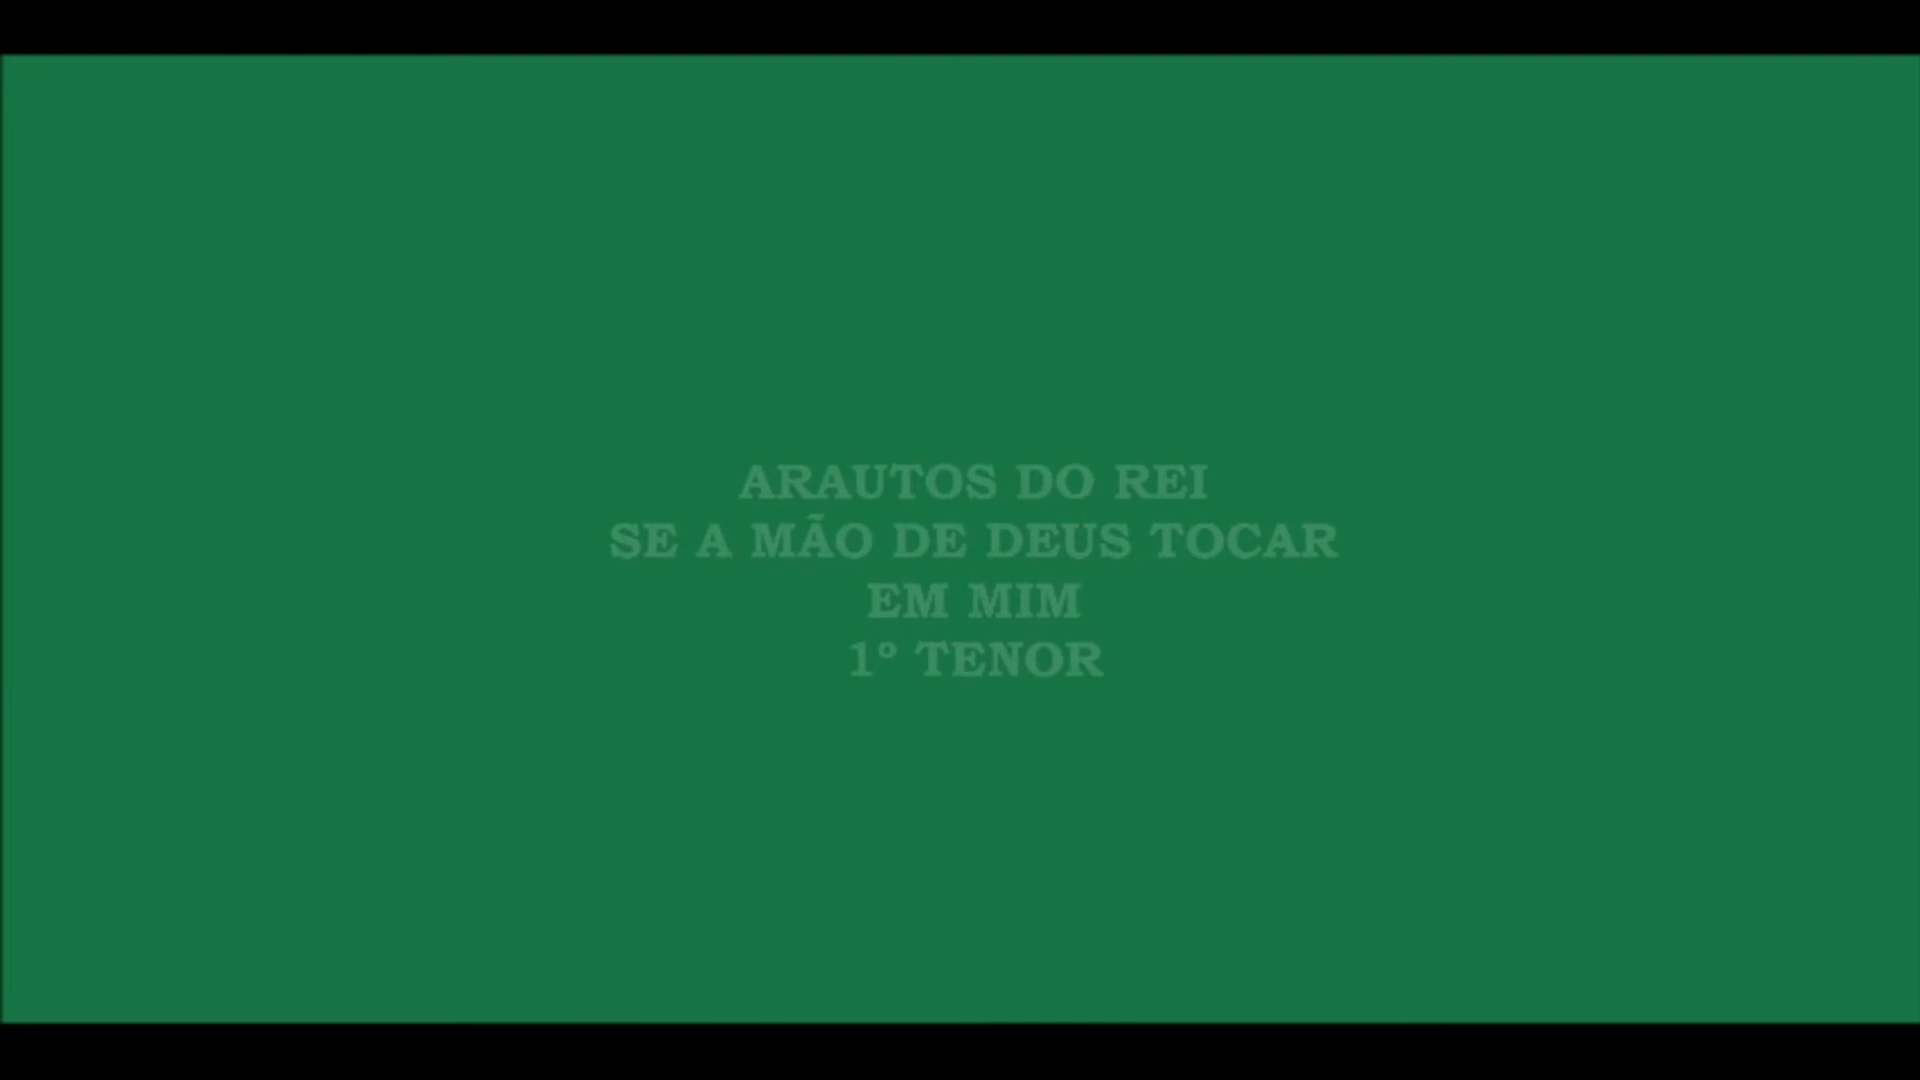 ARAUTOS DO REI
SE A MÃO DE DEUS TOCAR
EM MIM
1º TENOR